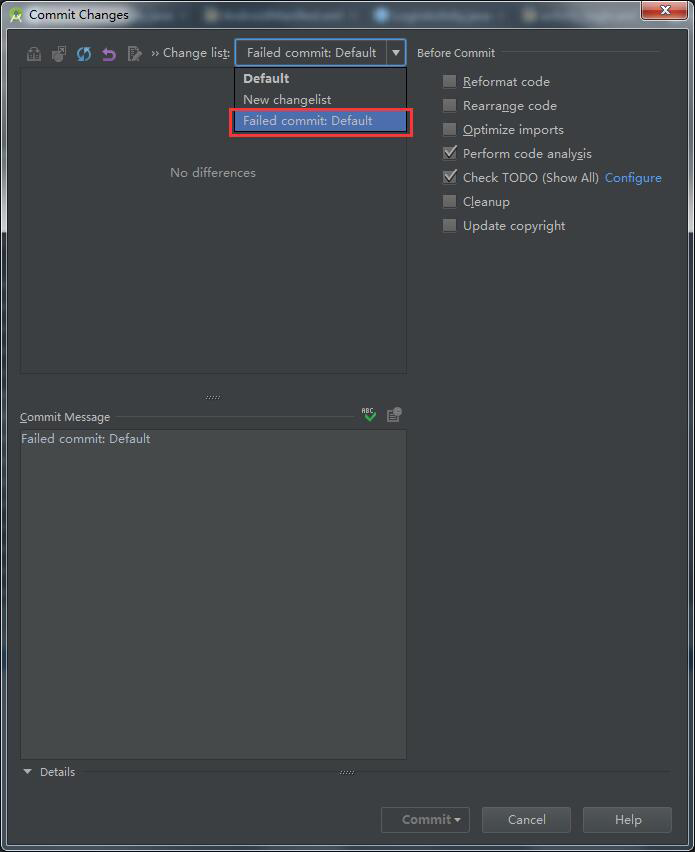 Commit Changes
›› Change list: Failed commit: Default
Before Commit
Default
New changelist
Failed commit: Default
No differences
Reformat code
Rearrange code
Optimize imports
Perform code analysis
Check TODO (Show All) Configure
Cleanup
Update copyright
Commit Message
ABC
Failed commit: Default
Details
Commit
Cancel
Help